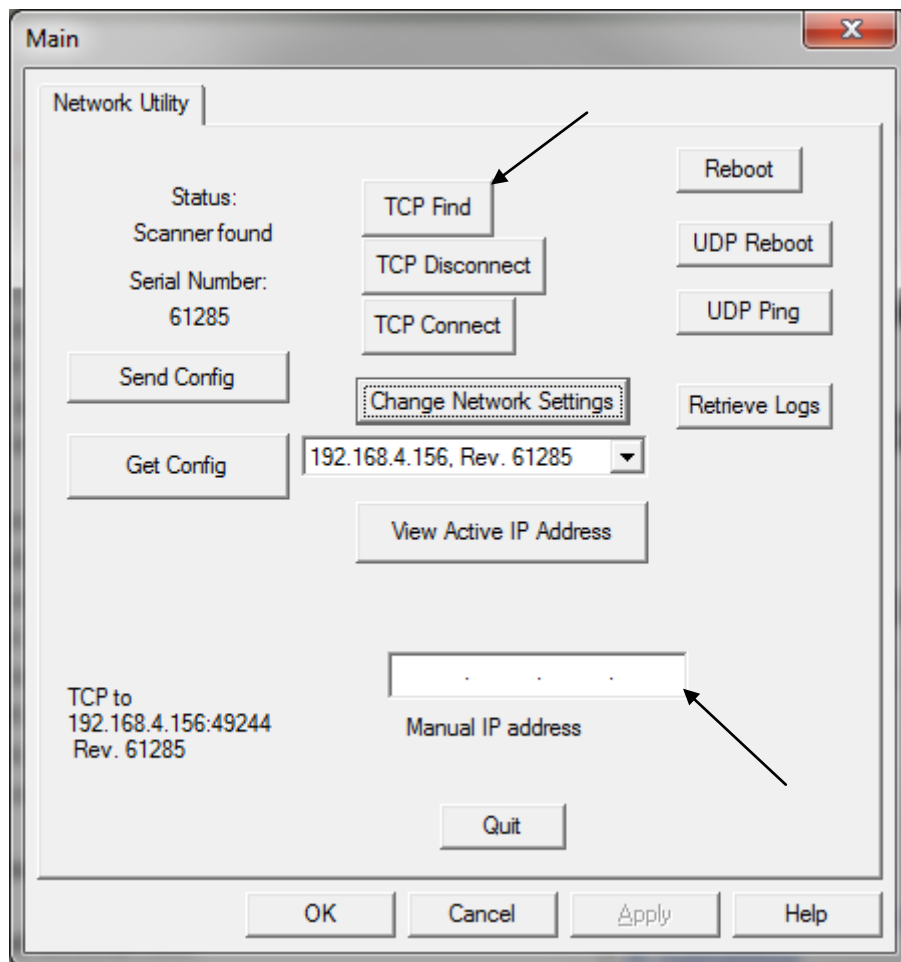 Main
Network Utility
Reboot
Status:
TCP Find
Scanner found
UDP Reboot
TCP Disconnect
Serial Number:
61285
TCP Connect
UDP Ping
Send Config
Change Network Settings
Retrieve Logs
Get Config
192.168.4.156, Rev. 61285
View Active IP Address
. . .
TCP to
192.168.4.156:49244
Rev. 61285
Manual IP address
Quit
OK
Cancel
Apply
Help